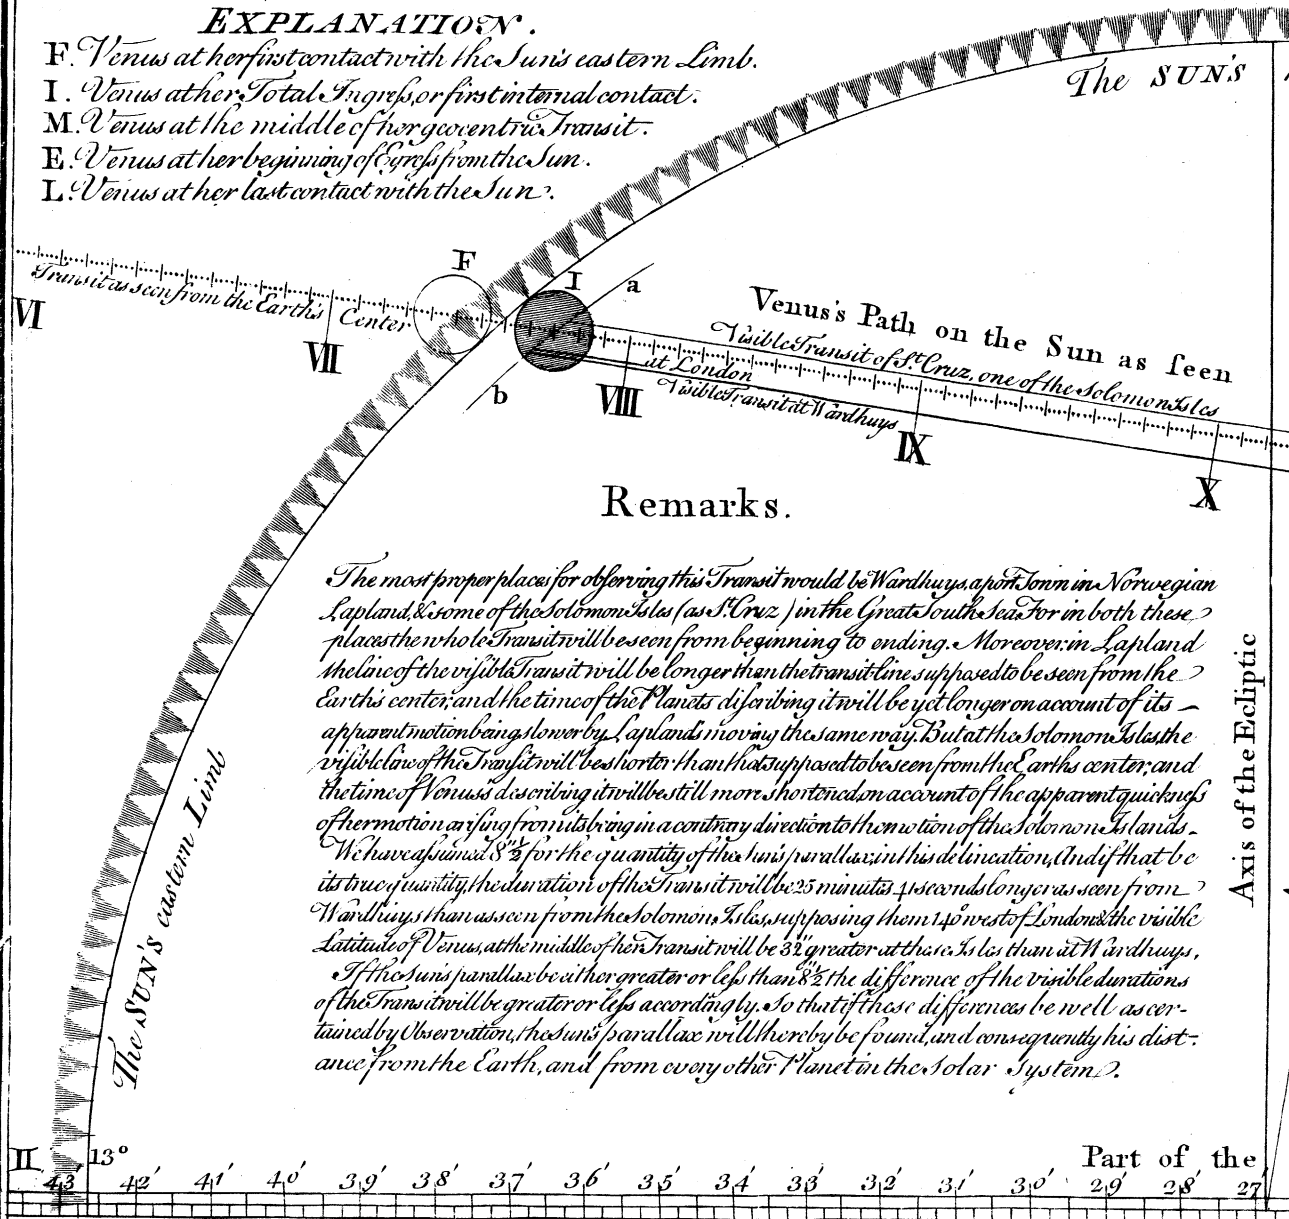 EXPLANATION.
F. Venus at her first contact with the Sun's eastern Limb.
I. Venus at her Total Ingreſs, or first internal contact.
M. Venus at the middle of her geocentric Transit.
E. Venus at her beginning of Egreſs from the Sun.
L. Venus at her last contact with the Sun.
The SUN'S
F
I
a
b
Transit as seen from the Earth's Center
VI
VII
VIII
IX
X
Venus's Path on the Sun as ſeen
Visible Transit of St. Cruz, one of the Solomon Isles
at London
Visible Transit at Wardhuys
Remarks.
The most proper places for obſerving this Transit would be Wardhuys, a port Town in Norwegian
Lapland, & some of the Solomon Isles (as St. Cruz) in the Great South Sea. For in both these
places the whole Transit will be seen from beginning to ending. Moreover, in Lapland
the line of the viſible Transit will be longer than the transit-line supposed to be seen from the
Earth's center; and the time of the Planets diſcribing it will be yet longer on account of its
apparent motion being slower by Lapland's moving the same way. But at the Solomon Isles, the
viſible line of the Tranſit will be shorter than that supposed to be seen from the Earths center; and
the time of Venus's describing it will be still more shortened, on account of the apparent quickneſs
of her motion ariſing from its being in a contrary direction to the motion of the Solomon Islands.
We have aſsumed 8"½ for the quantity of the Sun's parallax in this delineation, And if that be
its true quantity, the duration of the Transit will be 25 minutes 4 seconds longer as seen from
Wardhuys than as seen from the Solomon Isles, supposing them 140° west of London & the visible
Latitude of Venus, at the middle of her Transit will be 32" greater at these Isles than at Wardhuys.
If the Sun's parallax be either greater or leſs than 8"½ the difference of the visible durations
of the Transit will be greater or leſs accordingly. So that if these differences be well ascer-
tained by Observation, the Sun's parallax will thereby be found, and consequently his dist-
ance from the Earth, and from every other Planet in the Solar System.
The SUN'S eastern Limb
Axis of the Ecliptic
II
13°
Part of the
43' 42' 41' 40' 39' 38' 37' 36' 35' 34' 33' 32' 31' 30' 29' 28' 27